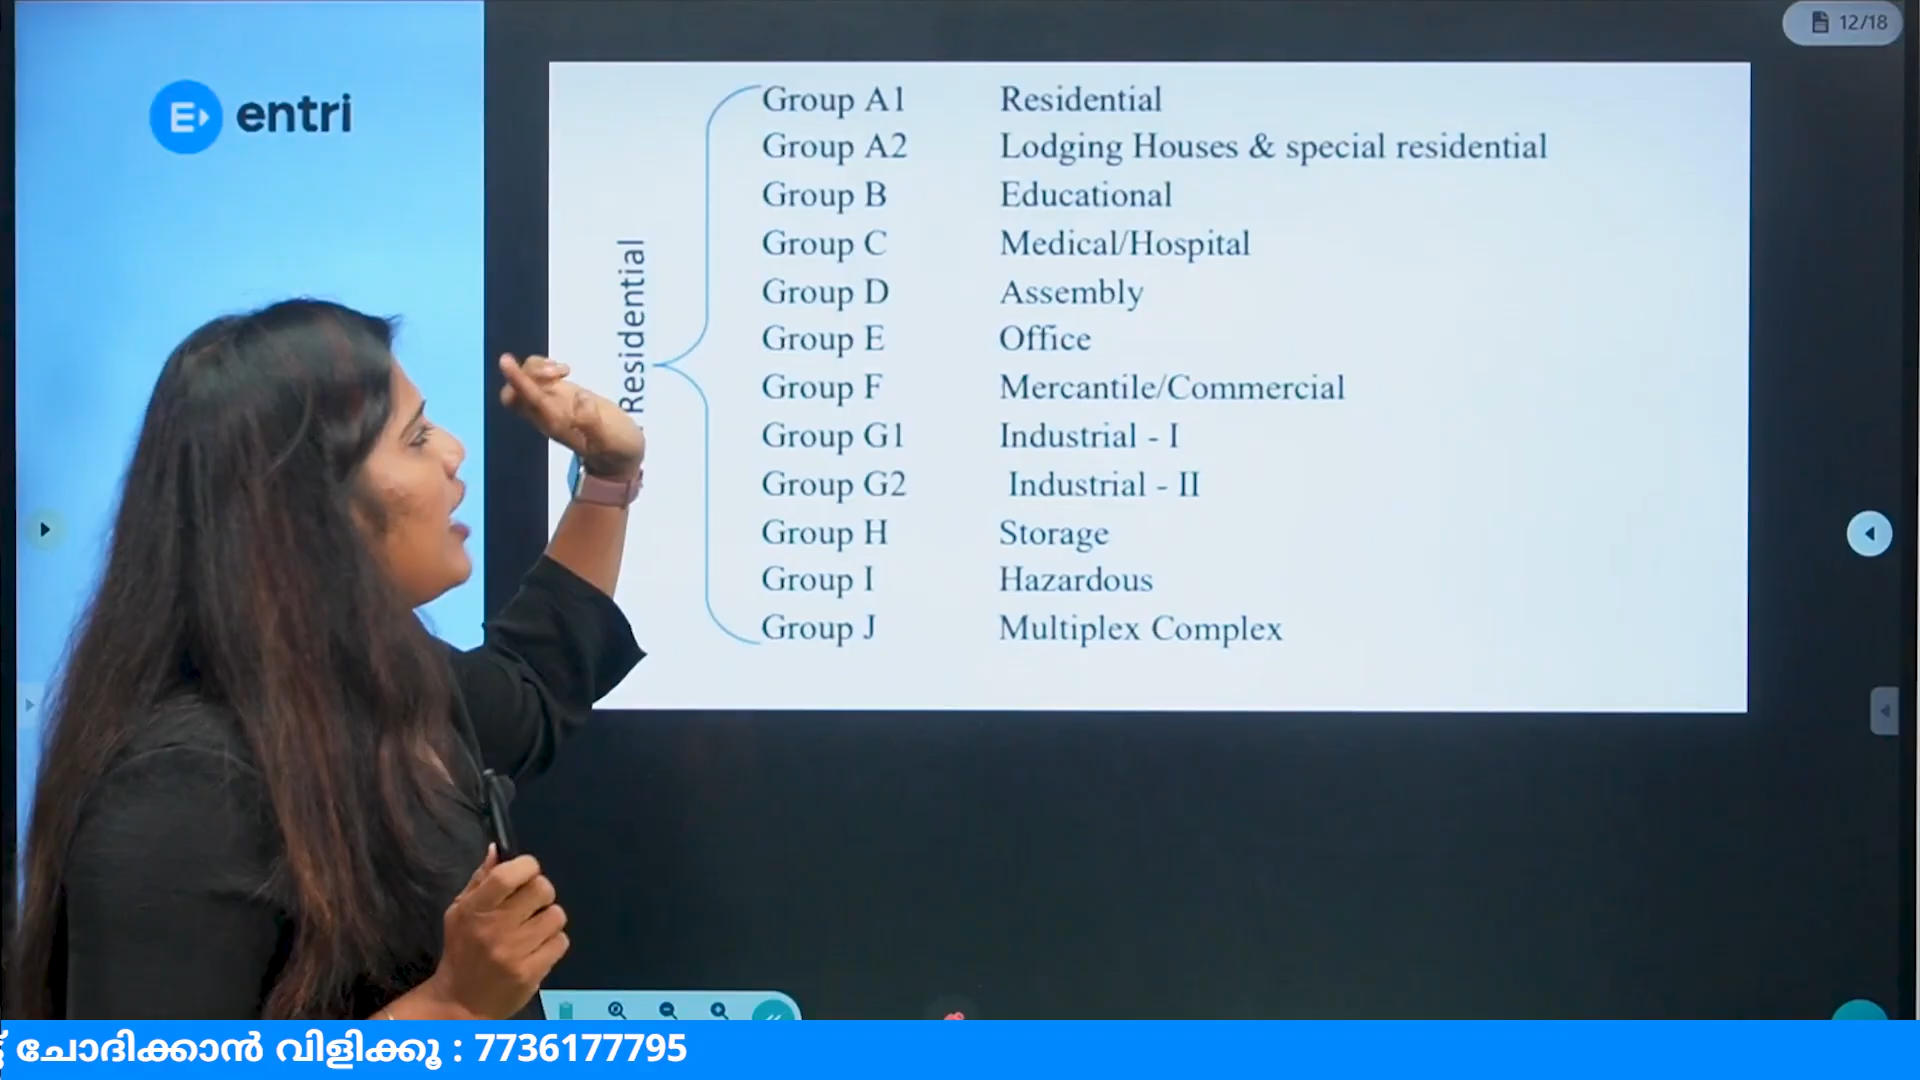 entri
12/18
Residential
Group A1 Residential
Group A2 Lodging Houses & special residential
Group B Educational
Group C Medical/Hospital
Group D Assembly
Group E Office
Group F Mercantile/Commercial
Group G1 Industrial - I
Group G2 Industrial - II
Group H Storage
Group I Hazardous
Group J Multiplex Complex
ചോദിക്കാൻ വിളിക്കൂ : 7736177795